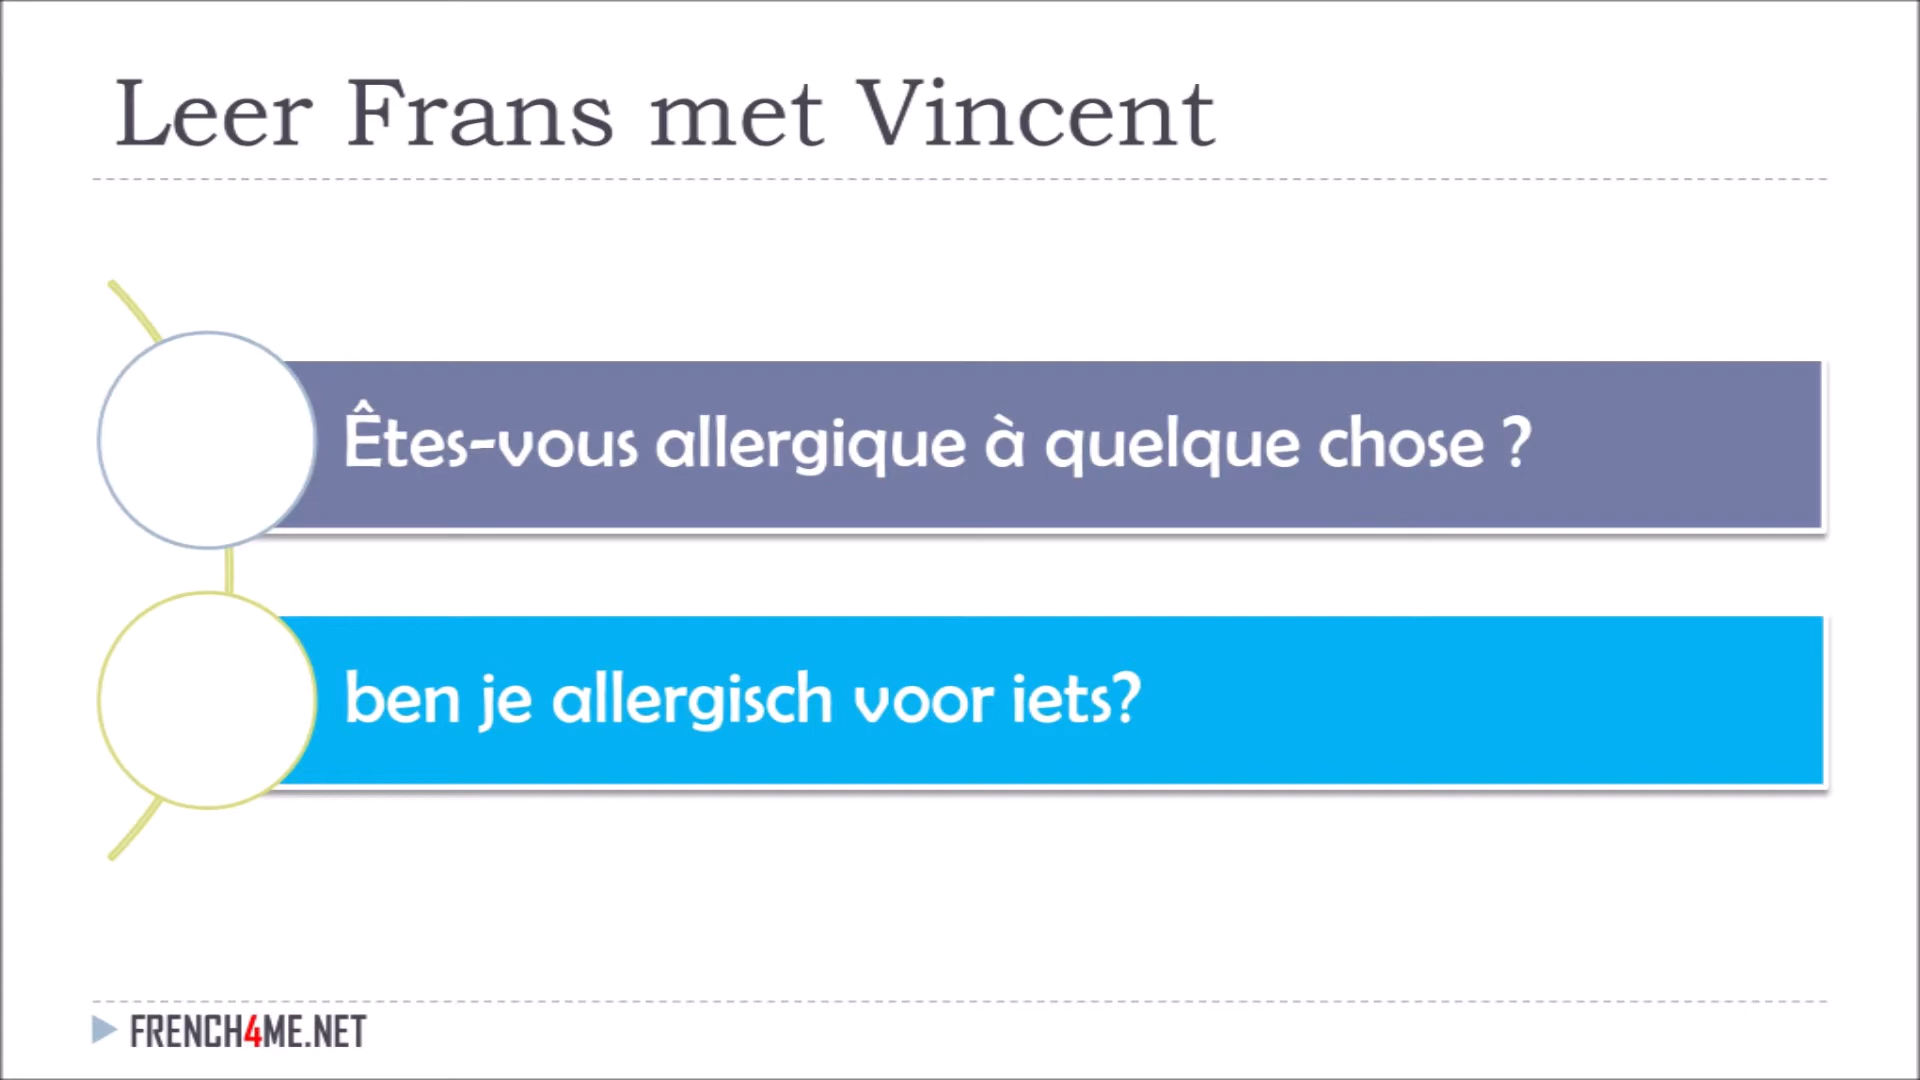 Leer Frans met Vincent
Êtes-vous allergique à quelque chose ?
ben je allergisch voor iets?
FRENCH4ME.NET